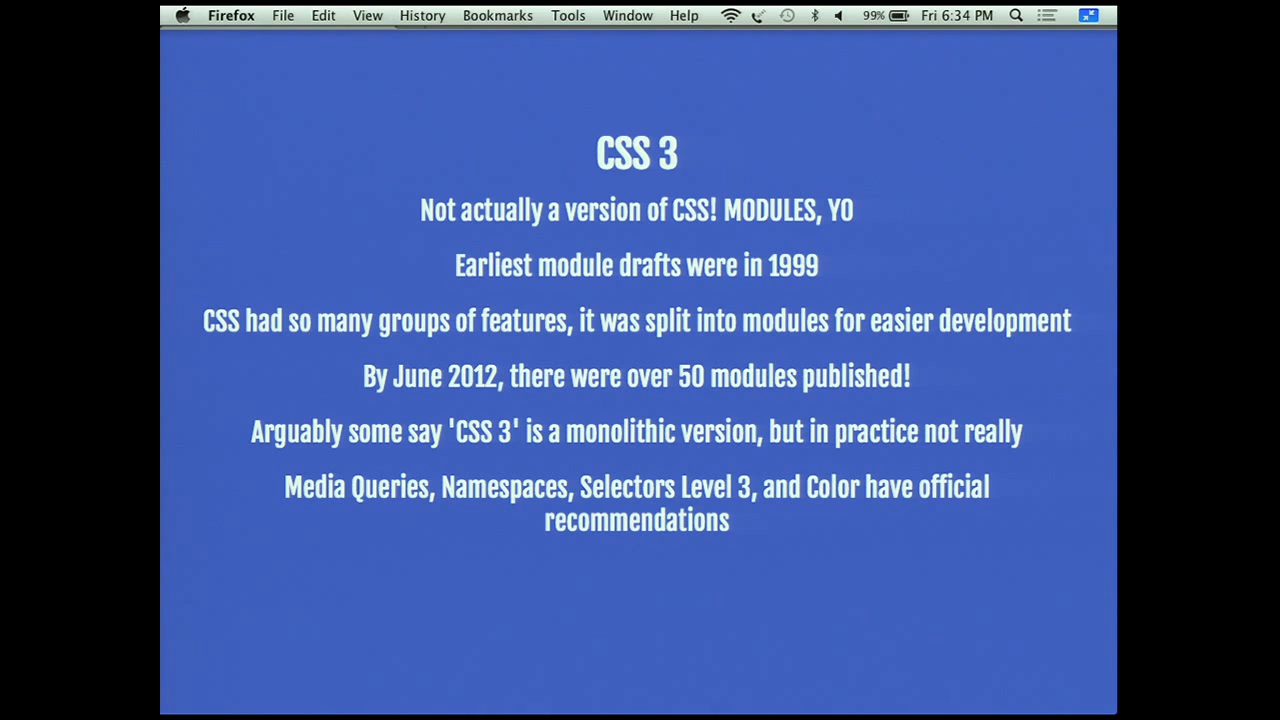 Firefox File Edit View History Bookmarks Tools Window Help 99% Fri 6:34 PM
CSS 3
Not actually a version of CSS! MODULES, YO
Earliest module drafts were in 1999
CSS had so many groups of features, it was split into modules for easier development
By June 2012, there were over 50 modules published!
Arguably some say 'CSS 3' is a monolithic version, but in practice not really
Media Queries, Namespaces, Selectors Level 3, and Color have official
recommendations